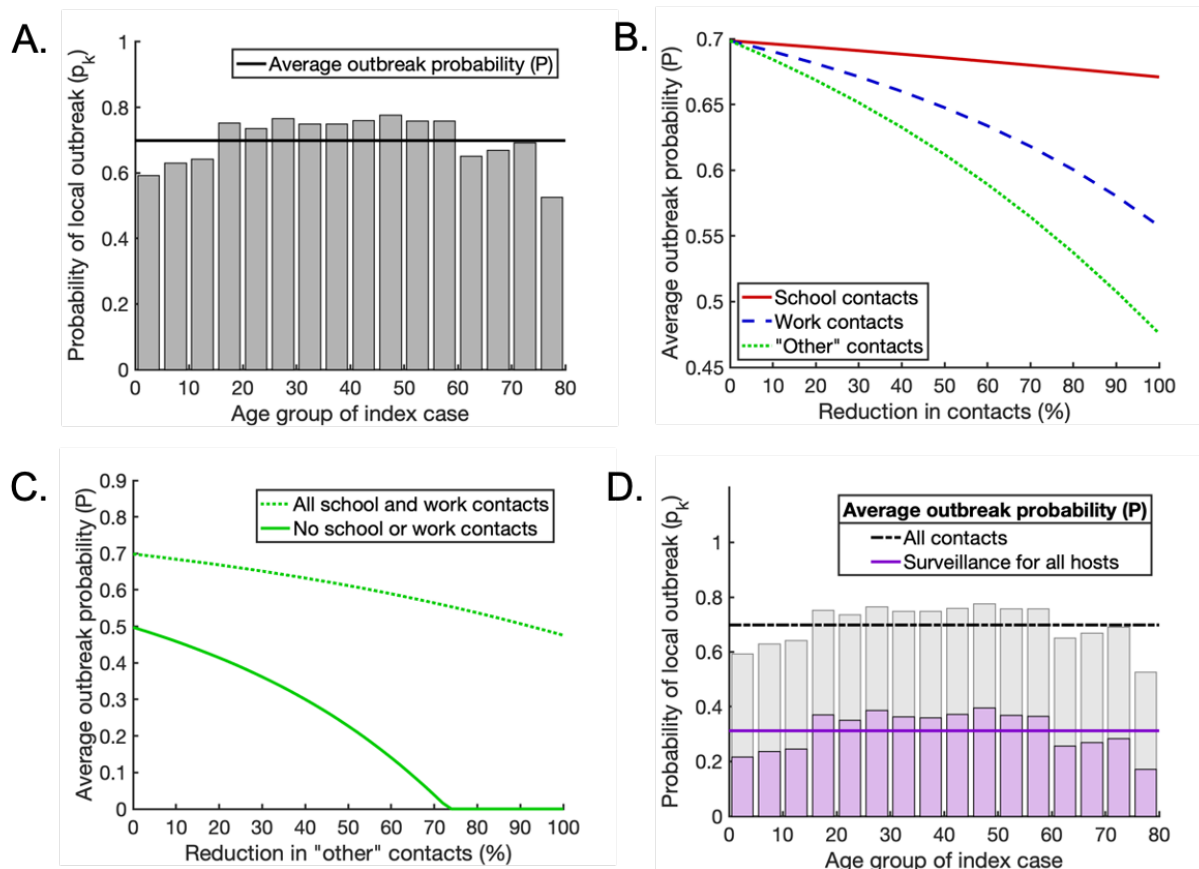 A.
Probability of local outbreak (pk)
1
0.8
0.6
0.4
0.2
0
Average outbreak probability (P)
0 10 20 30 40 50 60 70 80
Age group of index case
B.
Average outbreak probability (P)
0.7
0.65
0.6
0.55
0.5
0.45
School contacts
Work contacts
"Other" contacts
0 10 20 30 40 50 60 70 80 90 100
Reduction in contacts (%)
C.
Average outbreak probability (P)
0.9
0.8
0.7
0.6
0.5
0.4
0.3
0.2
0.1
0
All school and work contacts
No school or work contacts
0 10 20 30 40 50 60 70 80 90 100
Reduction in "other" contacts (%)
D.
Probability of local outbreak (pk)
1
0.8
0.6
0.4
0.2
0
Average outbreak probability (P)
All contacts
Surveillance for all hosts
0 10 20 30 40 50 60 70 80
Age group of index case